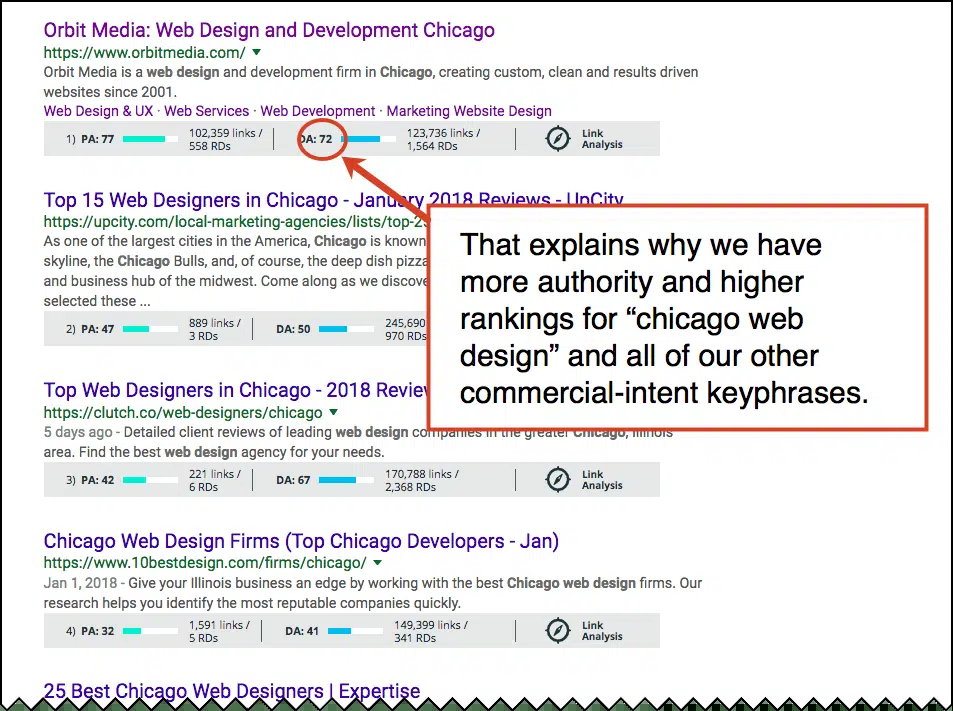 Orbit Media: Web Design and Development Chicago
https://www.orbitmedia.com/
Orbit Media is a web design and development firm in Chicago, creating custom, clean and results driven
websites since 2001.
Web Design & UX · Web Services · Web Development · Marketing Website Design
1) PA: 77 102,359 links / 558 RDs DA: 72 123,736 links / 1,564 RDs Link Analysis
Top 15 Web Designers in Chicago - January 2018 Reviews - UpCity
https://upcity.com/local-marketing-agencies/lists/top-
As one of the largest cities in the America, Chicago is known
skyline, the Chicago Bulls, and, of course, the deep dish pizza
and business hub of the midwest. Come along as we
selected these ...
2) PA: 47 889 links / 3 RDs DA: 50 245,690 970 RDs
That explains why we have
more authority and higher
rankings for “chicago web
design” and all of our other
commercial-intent keyphrases.
Top Web Designers in Chicago - 2018
https://clutch.co/web-designers/chicago
5 days ago - Detailed client reviews of leading web design companies in the greater Chicago, Illinois
area. Find the best web design agency for your needs.
3) PA: 42 221 links / 6 RDs DA: 67 170,788 links / 2,368 RDs Link Analysis
Chicago Web Design Firms (Top Chicago Developers - Jan)
https://www.10bestdesign.com/firms/chicago/
Jan 1, 2018 - Give your Illinois business an edge by working with the best Chicago web design firms. Our
research helps you identify the most reputable companies quickly.
4) PA: 32 1,591 links / 5 RDs DA: 41 149,399 links / 341 RDs Link Analysis
25 Best Chicago Web Designers | Expertise